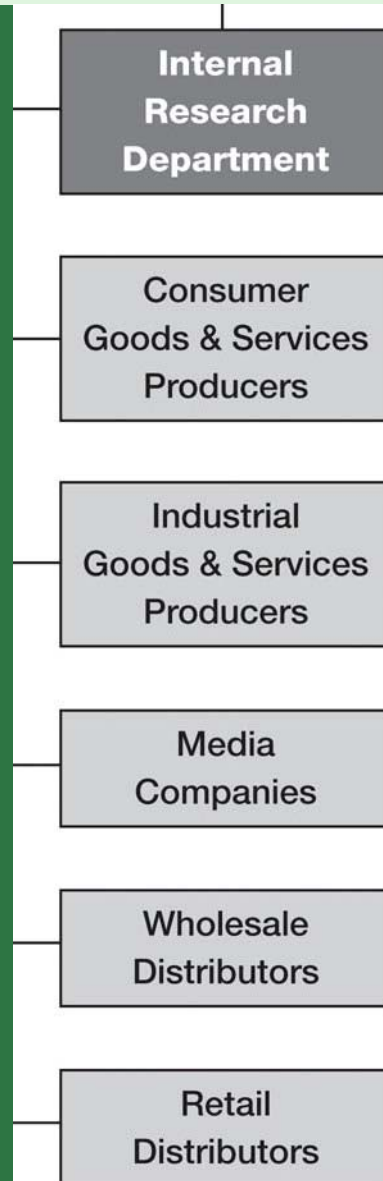 Internal
Research
Department
Consumer
Goods & Services
Producers
Industrial
Goods & Services
Producers
Media
Companies
Wholesale
Distributors
Retail
Distributors